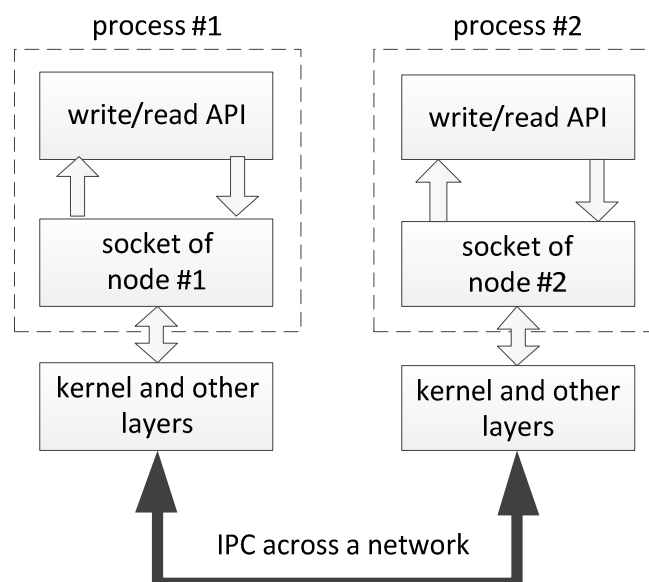 process #1
write/read API
socket of
node #1
kernel and other
layers
process #2
write/read API
socket of
node #2
kernel and other
layers
IPC across a network